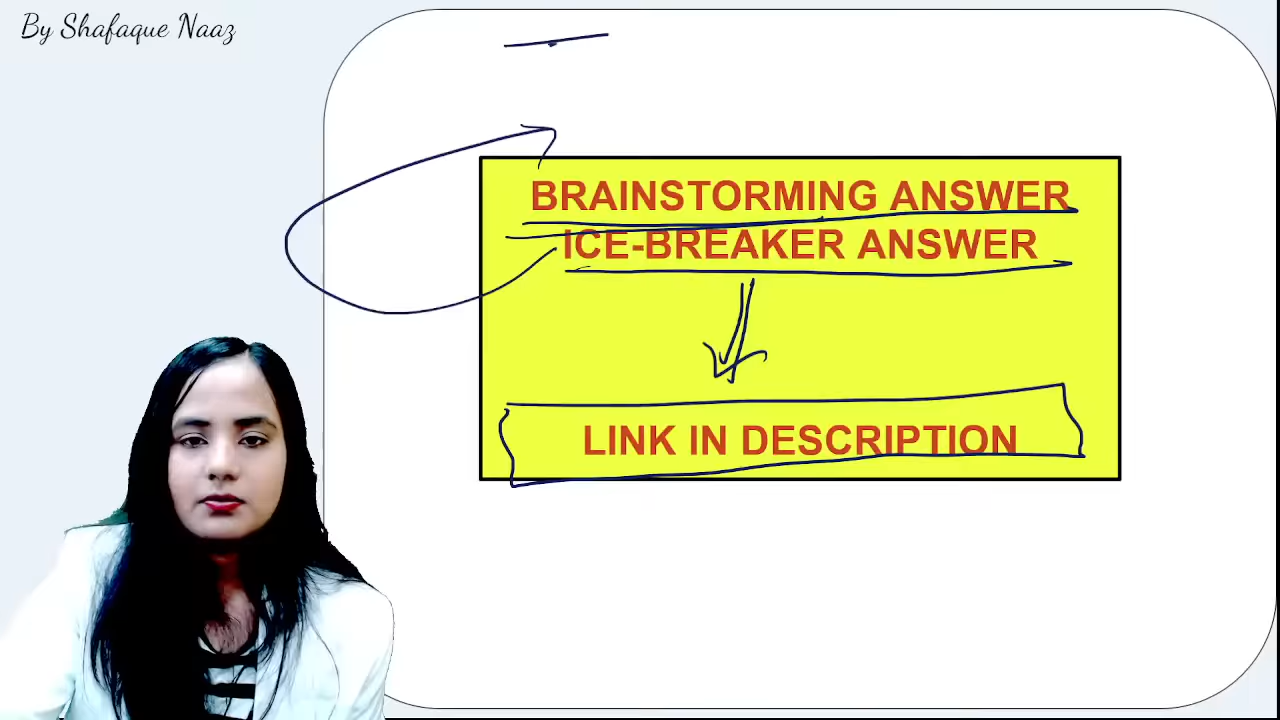 By Shafaque Naaz
BRAINSTORMING ANSWER
ICE-BREAKER ANSWER
LINK IN DESCRIPTION